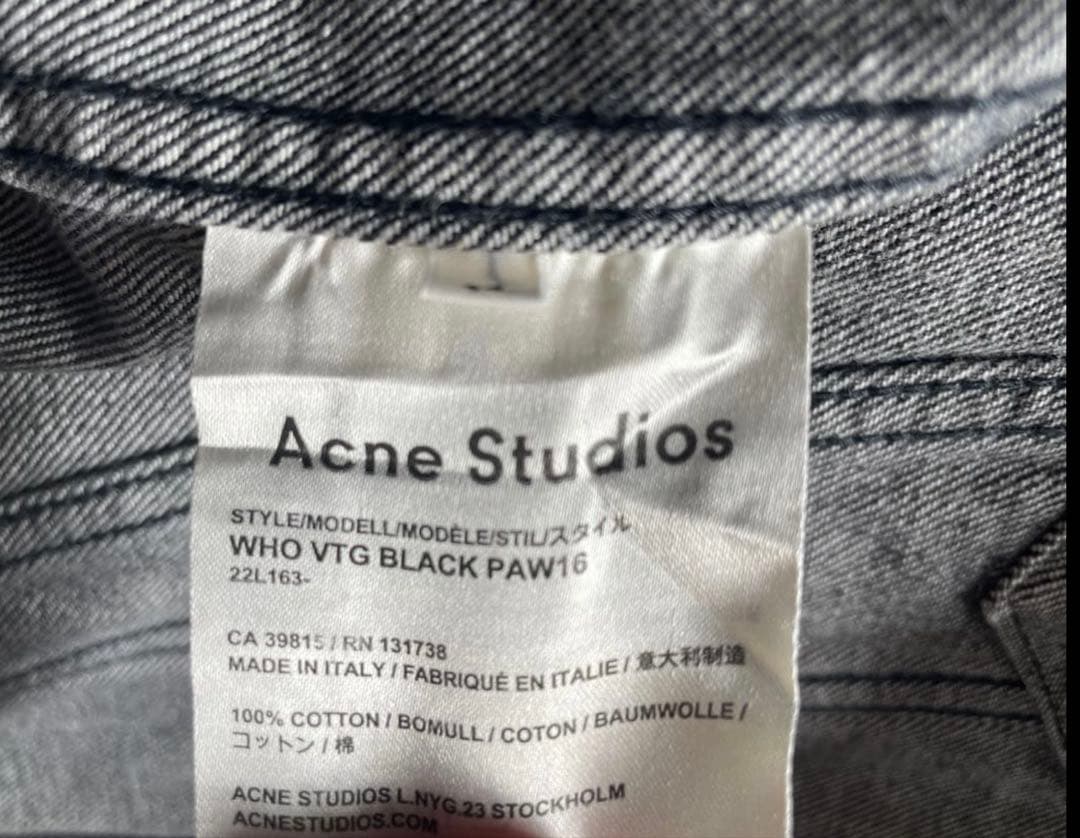 Acne Studios
STYLE/MODELL/MODÈLE/STIL/スタイル
WHO VTG BLACK PAW16
22L163-
CA 39815 / RN 131738
MADE IN ITALY / FABRIQUÉ EN ITALIE / 意大利制造
100% COTTON / BOMULL / COTON / BAUMWOLLE /
コットン / 棉
ACNE STUDIOS L.NYG.23 STOCKHOLM
ACNESTUDIOS.COM